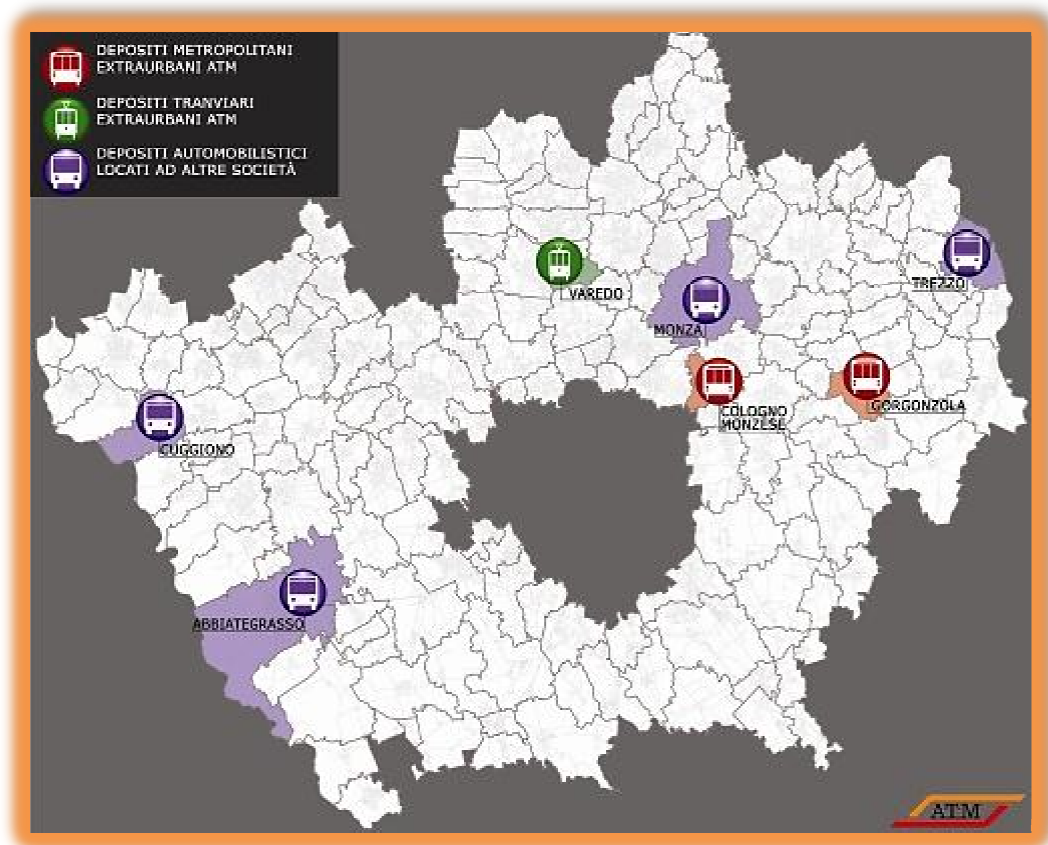 DEPOSITI METROPOLITANI
EXTRAURBANI ATM
DEPOSITI TRANVIARI
EXTRAURBANI ATM
DEPOSITI AUTOMOBILISTICI
LOCATI AD ALTRE SOCIETÀ
TREZZO
VAREDO
MONZA
COLOGNO
MONZESE
GORGONZOLA
CUGGIONO
ABBIATEGRASSO
ATM